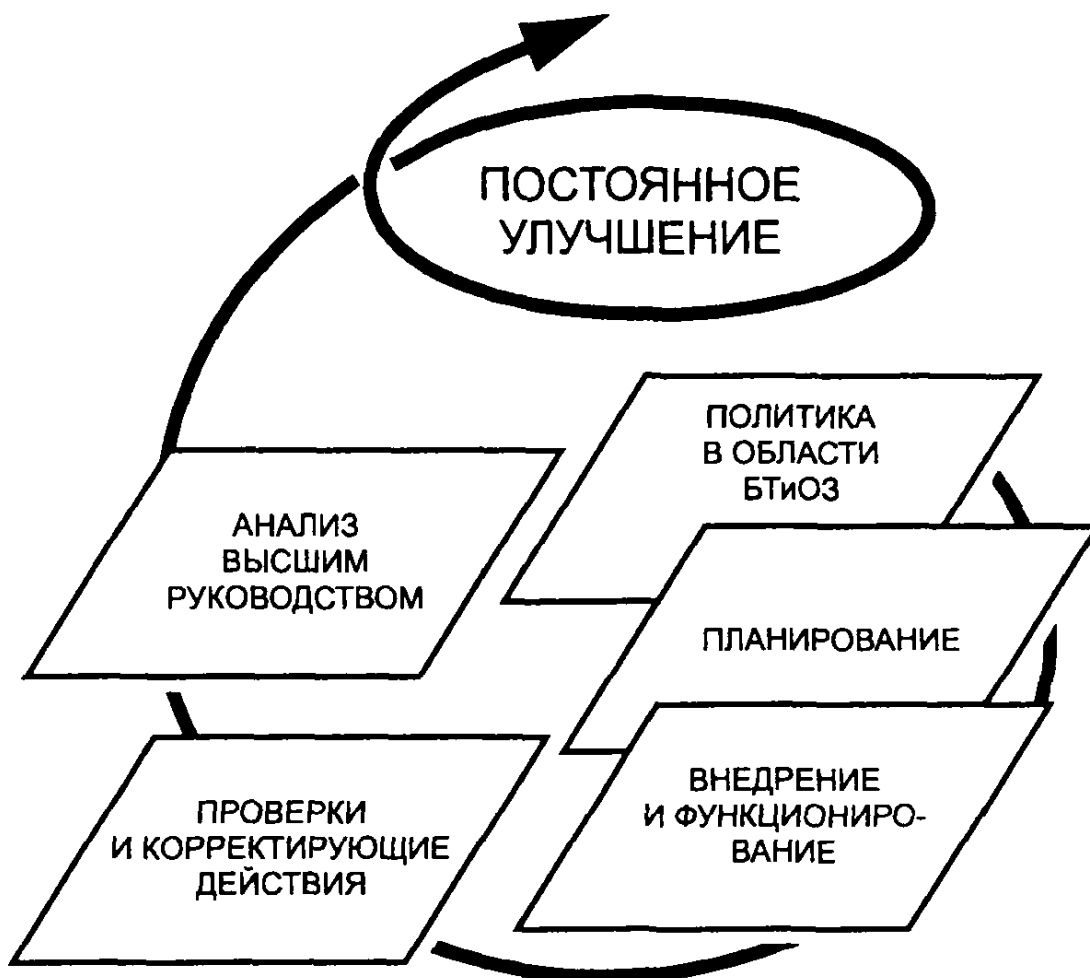 ПОСТОЯННОЕ
УЛУЧШЕНИЕ
ПОЛИТИКА
В ОБЛАСТИ
БТиОЗ
АНАЛИЗ
ВЫСШИМ
РУКОВОДСТВОМ
ПЛАНИРОВАНИЕ
ВНЕДРЕНИЕ
И ФУНКЦИОНИРО-
ВАНИЕ
ПРОВЕРКИ
И КОРРЕКТИРУЮЩИЕ
ДЕЙСТВИЯ